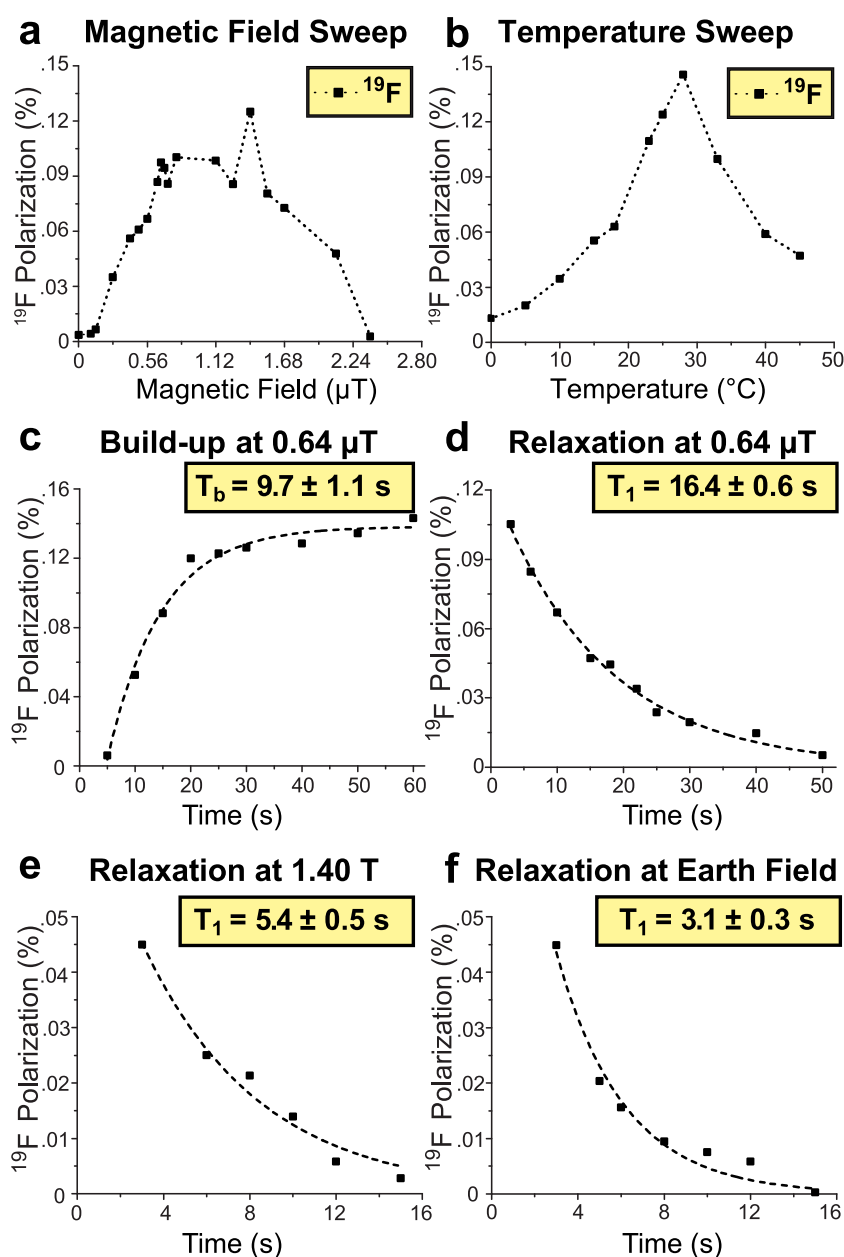 a Magnetic Field Sweep
.15
.12
.09
.06
.03
0
¹⁹F Polarization (%)
¹⁹F
0 0.56 1.12 1.68 2.24 2.80
Magnetic Field (µT)
b Temperature Sweep
.15
.12
.09
.06
.03
0
¹⁹F Polarization (%)
¹⁹F
0 10 20 30 40 50
Temperature (°C)
c Build-up at 0.64 µT
T_b = 9.7 ± 1.1 s
.16
.12
.08
.04
0
¹⁹F Polarization (%)
0 10 20 30 40 50 60
Time (s)
d Relaxation at 0.64 µT
T₁ = 16.4 ± 0.6 s
.12
.09
.06
.03
0
¹⁹F Polarization (%)
0 10 20 30 40 50
Time (s)
e Relaxation at 1.40 T
T₁ = 5.4 ± 0.5 s
.05
.04
.03
.02
.01
0
¹⁹F Polarization (%)
0 4 8 12 16
Time (s)
f Relaxation at Earth Field
T₁ = 3.1 ± 0.3 s
.05
.04
.03
.02
.01
0
¹⁹F Polarization (%)
0 4 8 12 16
Time (s)